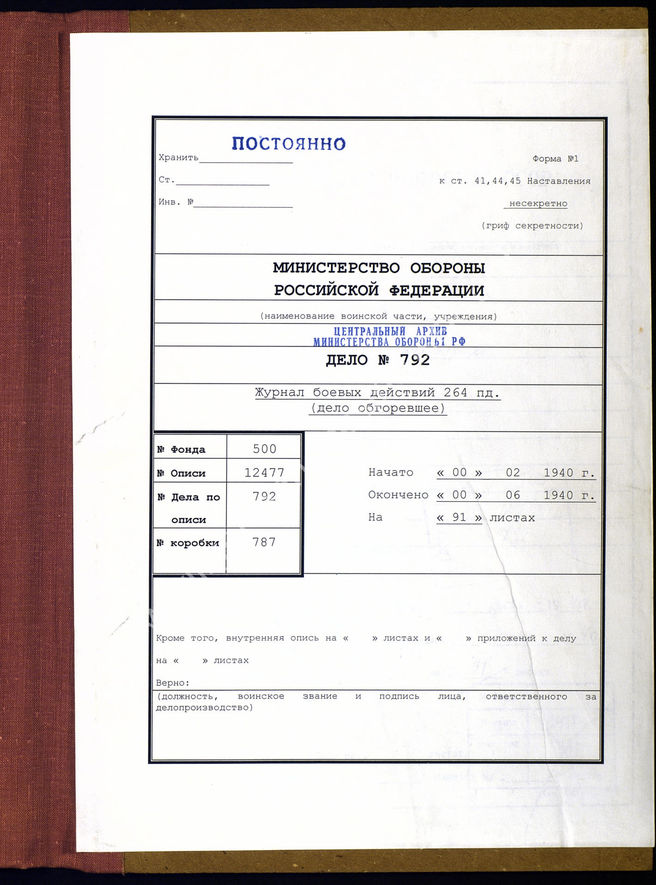 ПОСТОЯННО
Хранить
Форма №1
Ст.
к ст. 41,44,45 Наставления
Инв. №
несекретно
(гриф секретности)
МИНИСТЕРСТВО ОБОРОНЫ
РОССИЙСКОЙ ФЕДЕРАЦИИ
(наименование воинской части, учреждения)
ЦЕНТРАЛЬНЫЙ АРХИВ
МИНИСТЕРСТВА ОБОРОНЫ РФ
ДЕЛО № 792
Журнал боевых действий 264 пд.
(дело обгоревшее)
№ Фонда 500
№ Описи 12477
№ Дела по 792
описи
№ коробки 787
Начато « 00 » 02 1940 г.
Окончено « 00 » 06 1940 г.
На « 91 » листах
Кроме того, внутренняя опись на « » листах и « » приложений к делу
на « » листах
Верно:
(должность, воинское звание и подпись лица, ответственного за
делопроизводство)